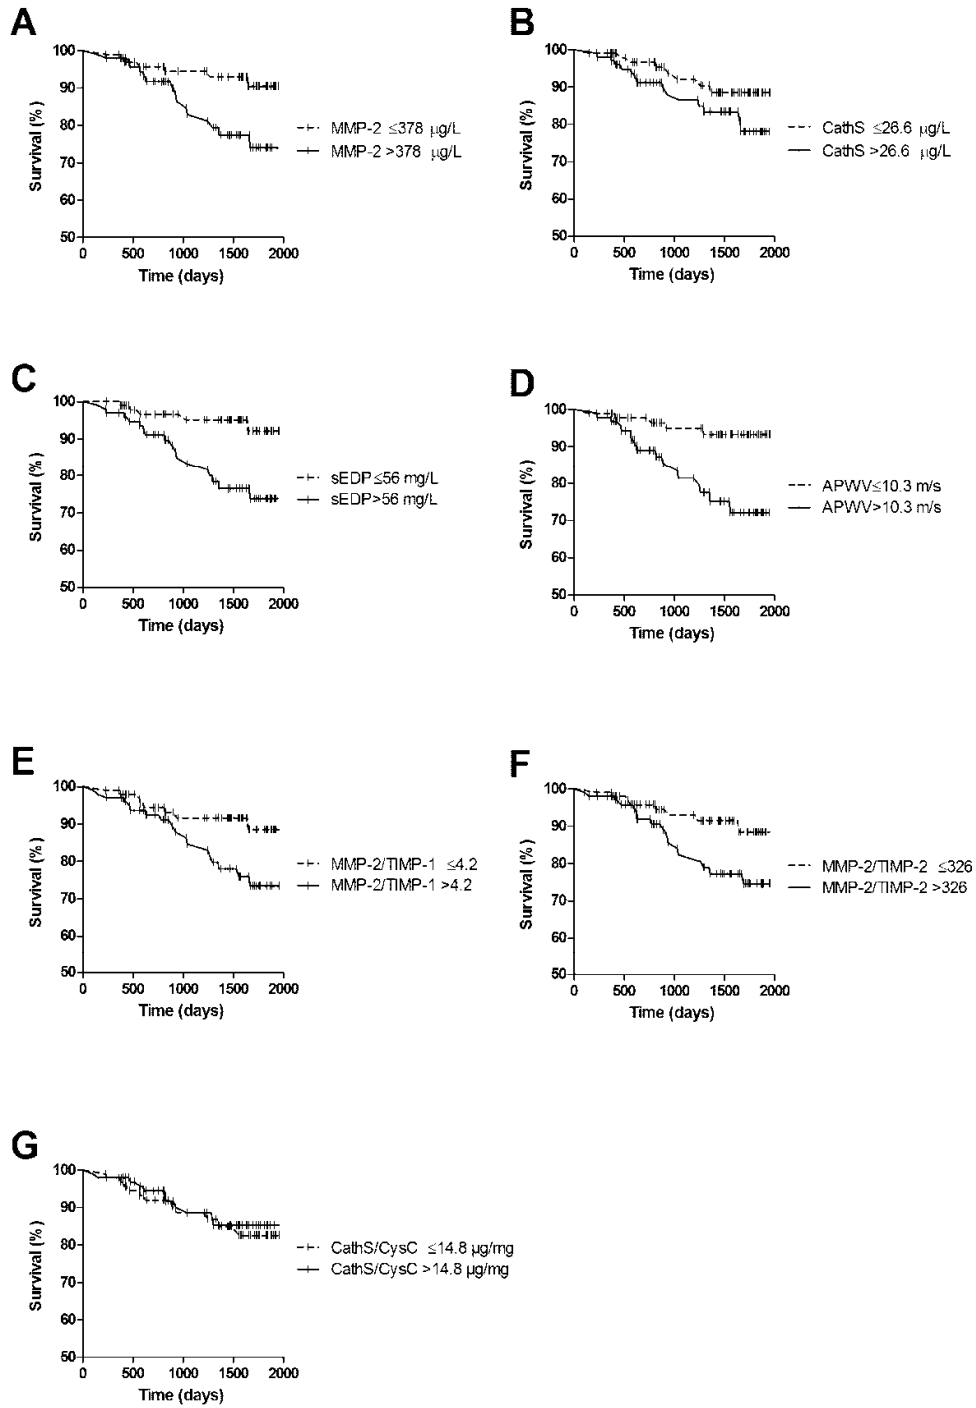 A
Survival (%)
100
90
80
70
60
50
0 500 1000 1500 2000
Time (days)
MMP-2 ≤378 µg/L
MMP-2 >378 µg/L
B
Survival (%)
100
90
80
70
60
50
0 500 1000 1500 2000
Time (days)
CathS ≤26.6 µg/L
CathS >26.6 µg/L
C
Survival (%)
100
90
80
70
60
50
0 500 1000 1500 2000
Time (days)
sEDP≤56 mg/L
sEDP>56 mg/L
D
Survival (%)
100
90
80
70
60
50
0 500 1000 1500 2000
Time (days)
APWV≤10.3 m/s
APWV>10.3 m/s
E
Survival (%)
100
90
80
70
60
50
0 500 1000 1500 2000
Time (days)
MMP-2/TIMP-1 ≤4.2
MMP-2/TIMP-1 >4.2
F
Survival (%)
100
90
80
70
60
50
0 500 1000 1500 2000
Time (days)
MMP-2/TIMP-2 ≤326
MMP-2/TIMP-2 >326
G
Survival (%)
100
90
80
70
60
50
0 500 1000 1500 2000
Time (days)
CathS/CysC ≤14.8 µg/mg
CathS/CysC >14.8 µg/mg